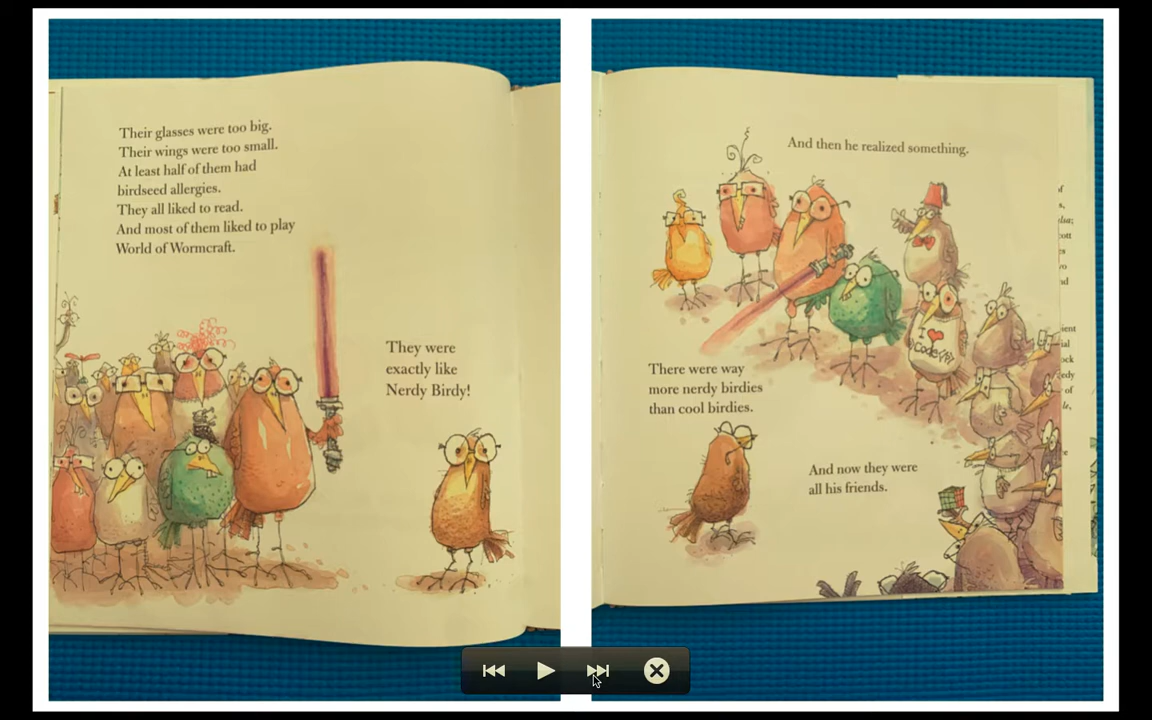 Their glasses were too big.
Their wings were too small.
At least half of them had
birdseed allergies.
They all liked to read.
And most of them liked to play
World of Wormcraft.
They were
exactly like
Nerdy Birdy!
And then he realized something.
I
Code
There were way
more nerdy birdies
than cool birdies.
And now they were
all his friends.